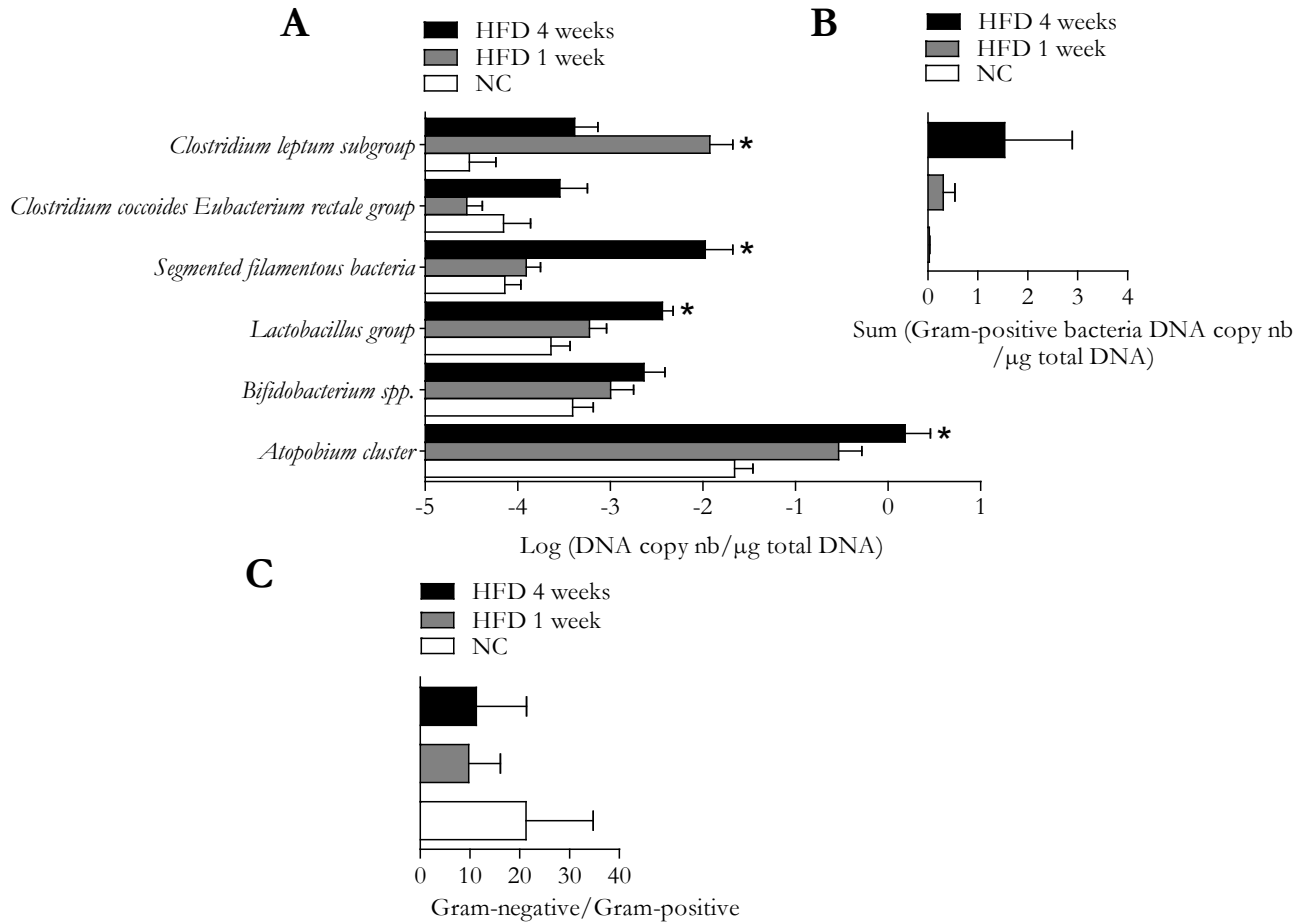 A
HFD 4 weeks
HFD 1 week
NC
Clostridium leptum subgroup
*
Clostridium coccoides Eubacterium rectale group
Segmented filamentous bacteria
*
Lactobacillus group
*
Bifidobacterium spp.
Atopobium cluster
*
-5 -4 -3 -2 -1 0 1
Log (DNA copy nb/μg total DNA)
B
HFD 4 weeks
HFD 1 week
NC
0 1 2 3 4
Sum (Gram-positive bacteria DNA copy nb
/μg total DNA)
C
HFD 4 weeks
HFD 1 week
NC
0 10 20 30 40
Gram-negative/Gram-positive